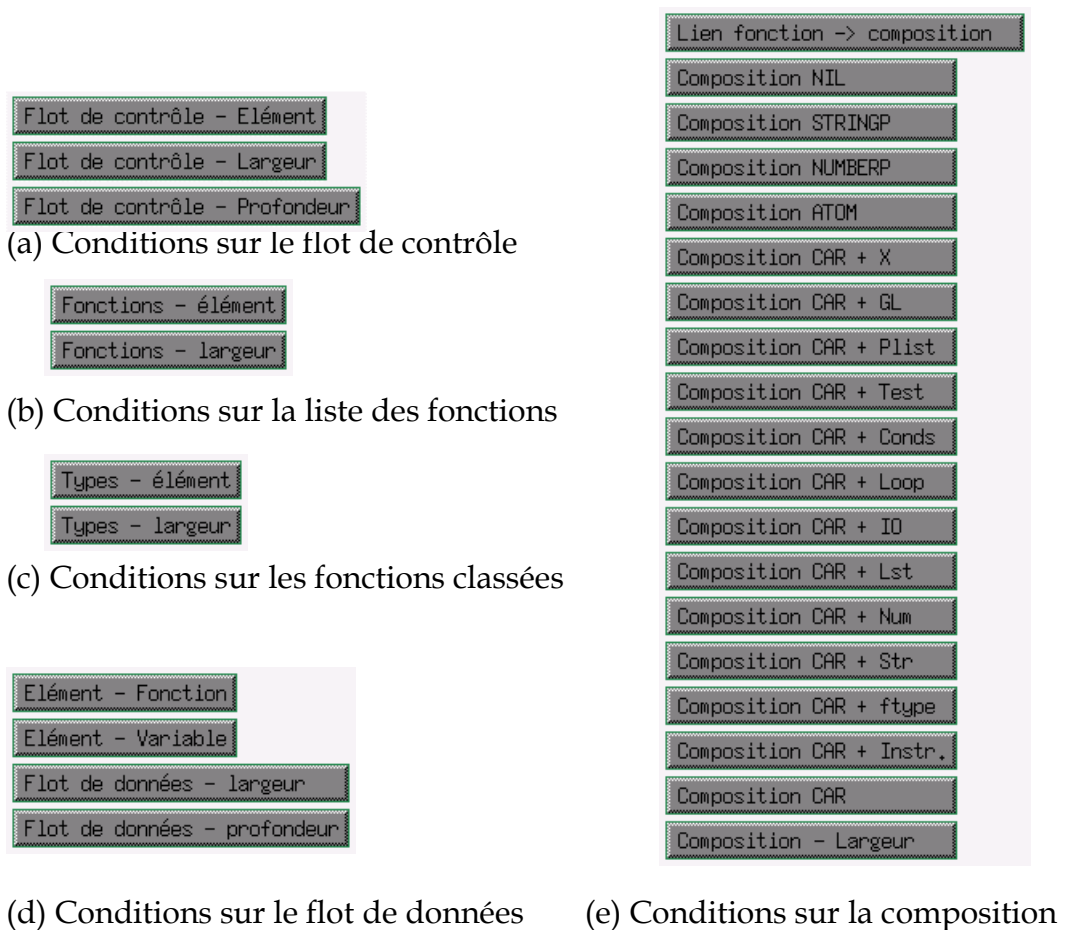 Flot de contrôle - Elément
Flot de contrôle - Largeur
Flot de contrôle - Profondeur
(a) Conditions sur le flot de contrôle
Fonctions - élément
Fonctions - largeur
(b) Conditions sur la liste des fonctions
Types - élément
Types - largeur
(c) Conditions sur les fonctions classées
Elément - Fonction
Elément - Variable
Flot de données - largeur
Flot de données - profondeur
(d) Conditions sur le flot de données
Lien fonction -> composition
Composition NIL
Composition STRINGP
Composition NUMBERP
Composition ATOM
Composition CAR + X
Composition CAR + GL
Composition CAR + Plist
Composition CAR + Test
Composition CAR + Conds
Composition CAR + Loop
Composition CAR + IO
Composition CAR + Lst
Composition CAR + Num
Composition CAR + Str
Composition CAR + ftype
Composition CAR + Instr.
Composition CAR
Composition - Largeur
(e) Conditions sur la composition